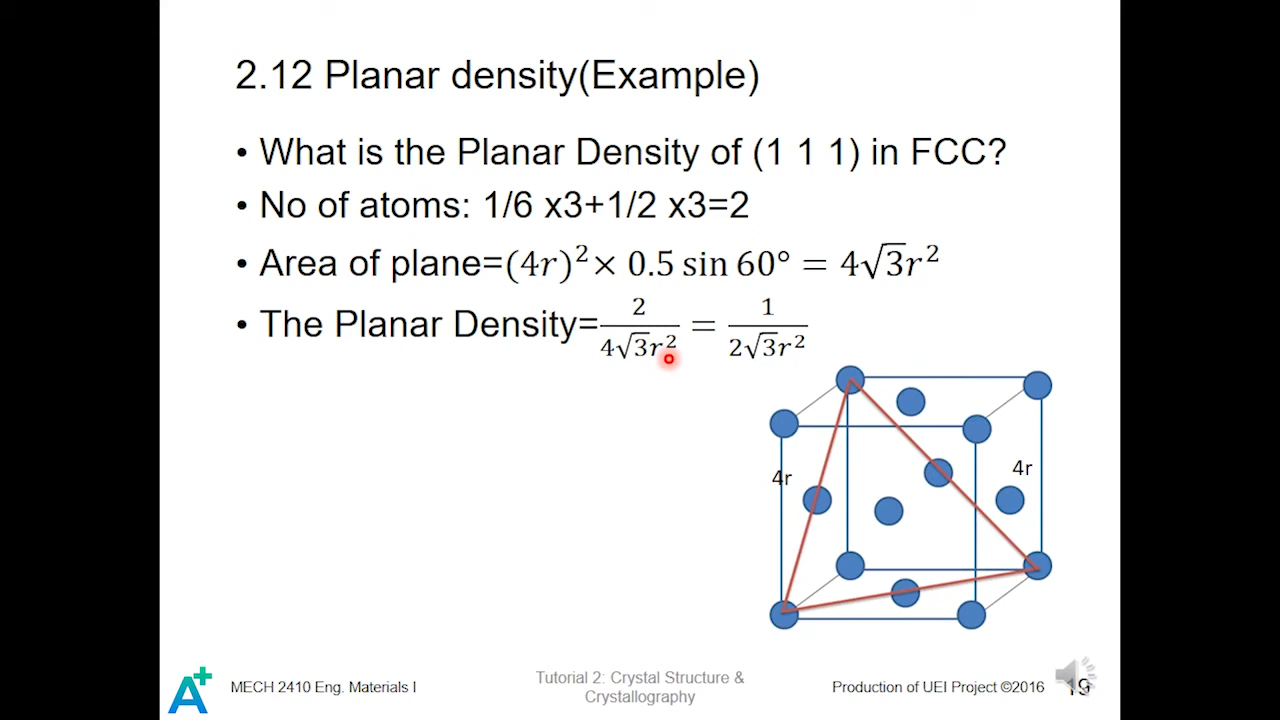 2.12 Planar density(Example)
• What is the Planar Density of (1 1 1) in FCC?
• No of atoms: 1/6 x3+1/2 x3=2
• Area of plane=(4r)² × 0.5 sin 60° = 4√3r²
• The Planar Density=2/(4√3r²) = 1/(2√3r²)
4r
4r
A+
MECH 2410 Eng. Materials I
Tutorial 2: Crystal Structure &
Crystallography
Production of UEI Project ©2016
19